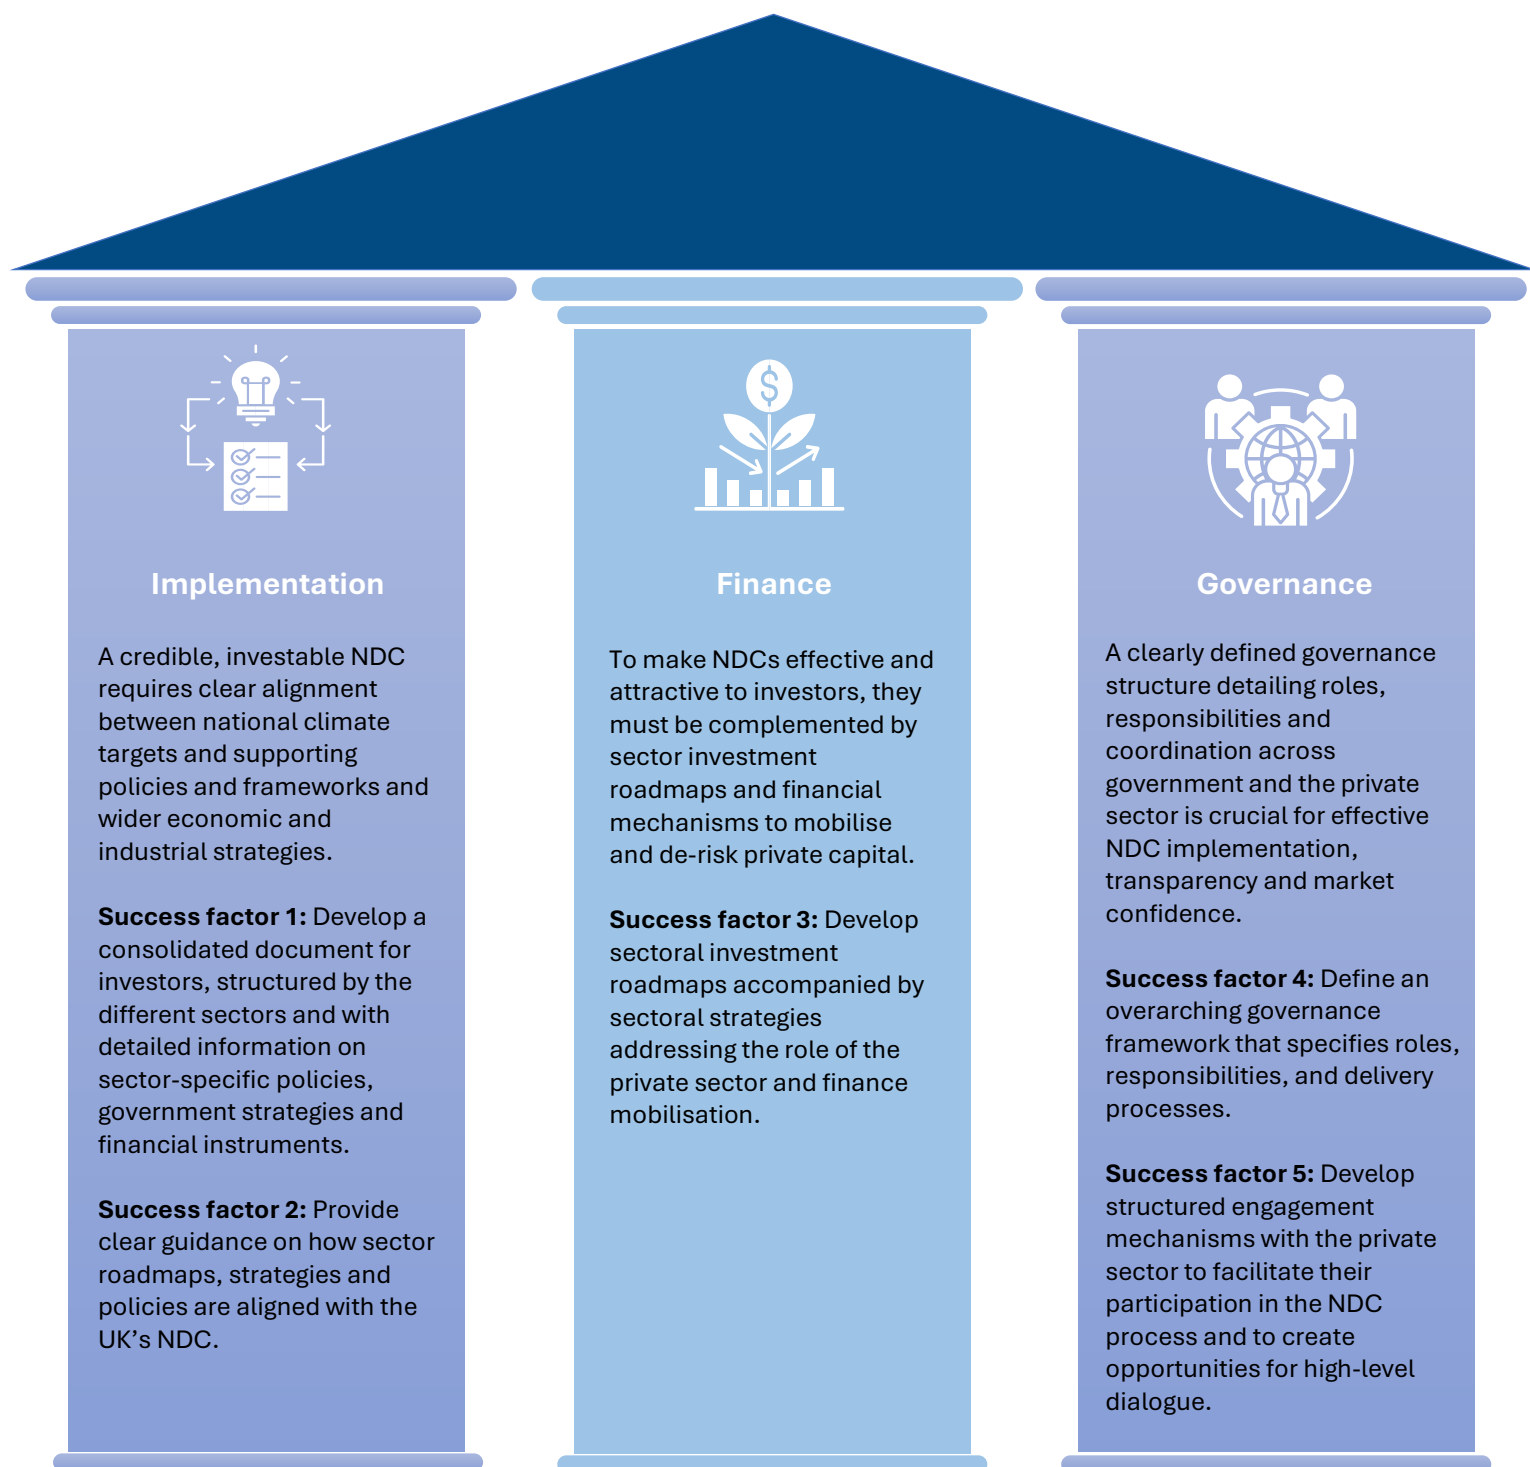 Implementation
A credible, investable NDC
requires clear alignment
between national climate
targets and supporting
policies and frameworks and
wider economic and
industrial strategies.
Success factor 1: Develop a
consolidated document for
investors, structured by the
different sectors and with
detailed information on
sector-specific policies,
government strategies and
financial instruments.
Success factor 2: Provide
clear guidance on how sector
roadmaps, strategies and
policies are aligned with the
UK’s NDC.
Finance
To make NDCs effective and
attractive to investors, they
must be complemented by
sector investment
roadmaps and financial
mechanisms to mobilise
and de-risk private capital.
Success factor 3: Develop
sectoral investment
roadmaps accompanied by
sectoral strategies
addressing the role of the
private sector and finance
mobilisation.
Governance
A clearly defined governance
structure detailing roles,
responsibilities and
coordination across
government and the private
sector is crucial for effective
NDC implementation,
transparency and market
confidence.
Success factor 4: Define an
overarching governance
framework that specifies roles,
responsibilities, and delivery
processes.
Success factor 5: Develop
structured engagement
mechanisms with the private
sector to facilitate their
participation in the NDC
process and to create
opportunities for high-level
dialogue.